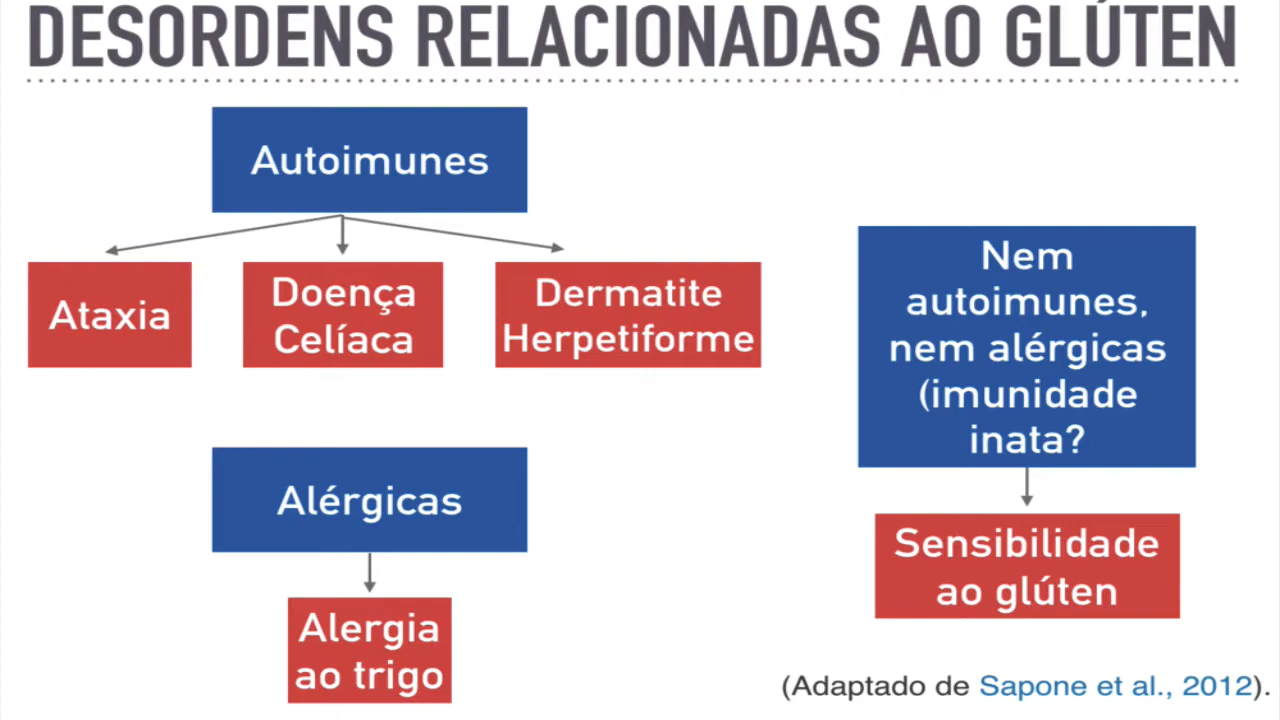 DESORDENS RELACIONADAS AO GLÚTEN
Autoimunes
Ataxia
Doença
Celíaca
Dermatite
Herpetiforme
Alérgicas
Alergia
ao trigo
Nem
autoimunes,
nem alérgicas
(imunidade
inata?
Sensibilidade
ao glúten
(Adaptado de Sapone et al., 2012).